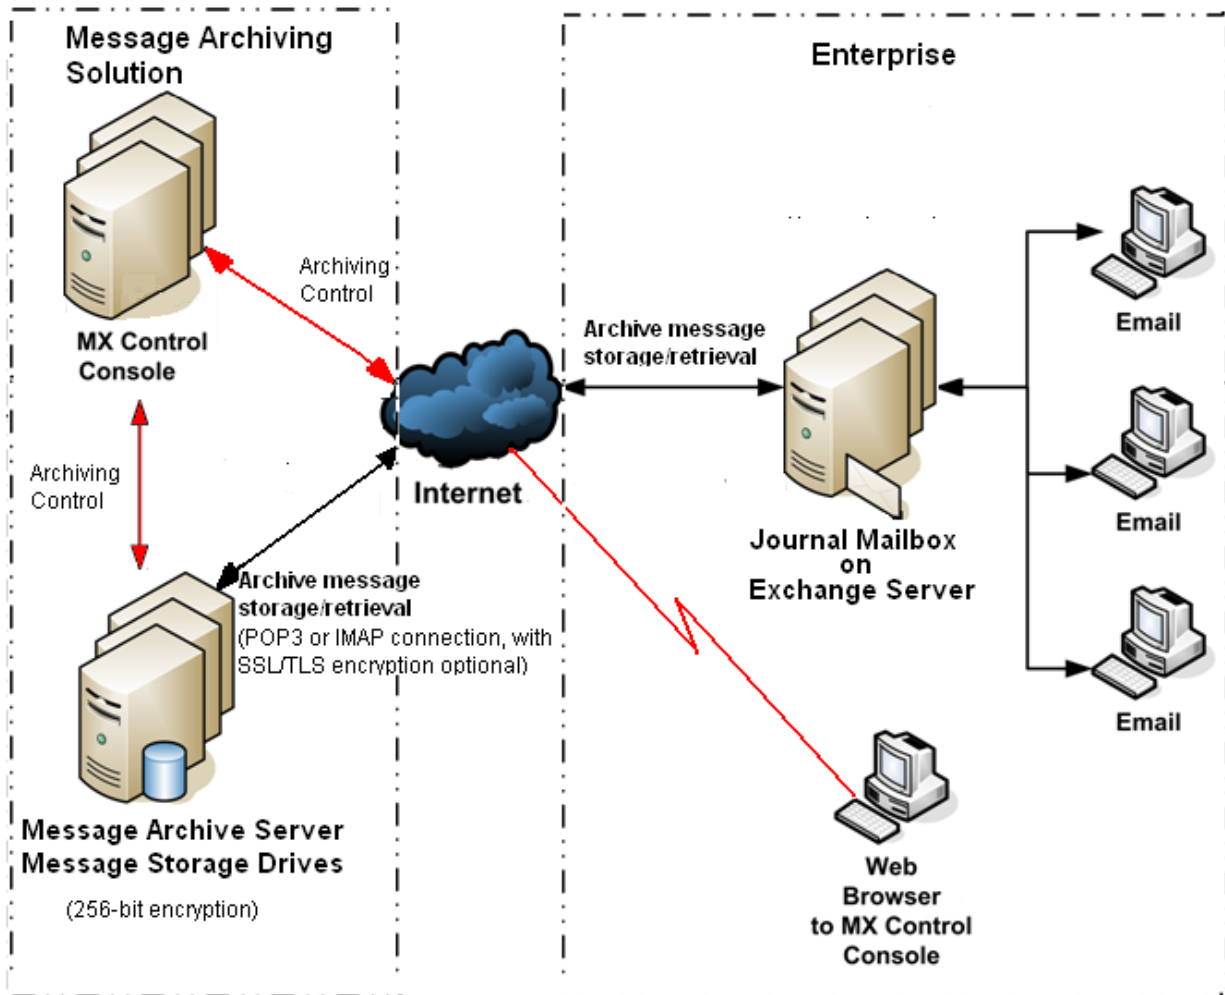 Message Archiving
Solution
Enterprise
Archiving
Control
MX Control
Console
Archiving
Control
Internet
Archive message
storage/retrieval
Archive message
storage/retrieval
(POP3 or IMAP connection, with
SSL/TLS encryption optional)
Message Archive Server
Message Storage Drives
(256-bit encryption)
Journal Mailbox
on
Exchange Server
Email
Email
Email
Web
Browser
to MX Control
Console